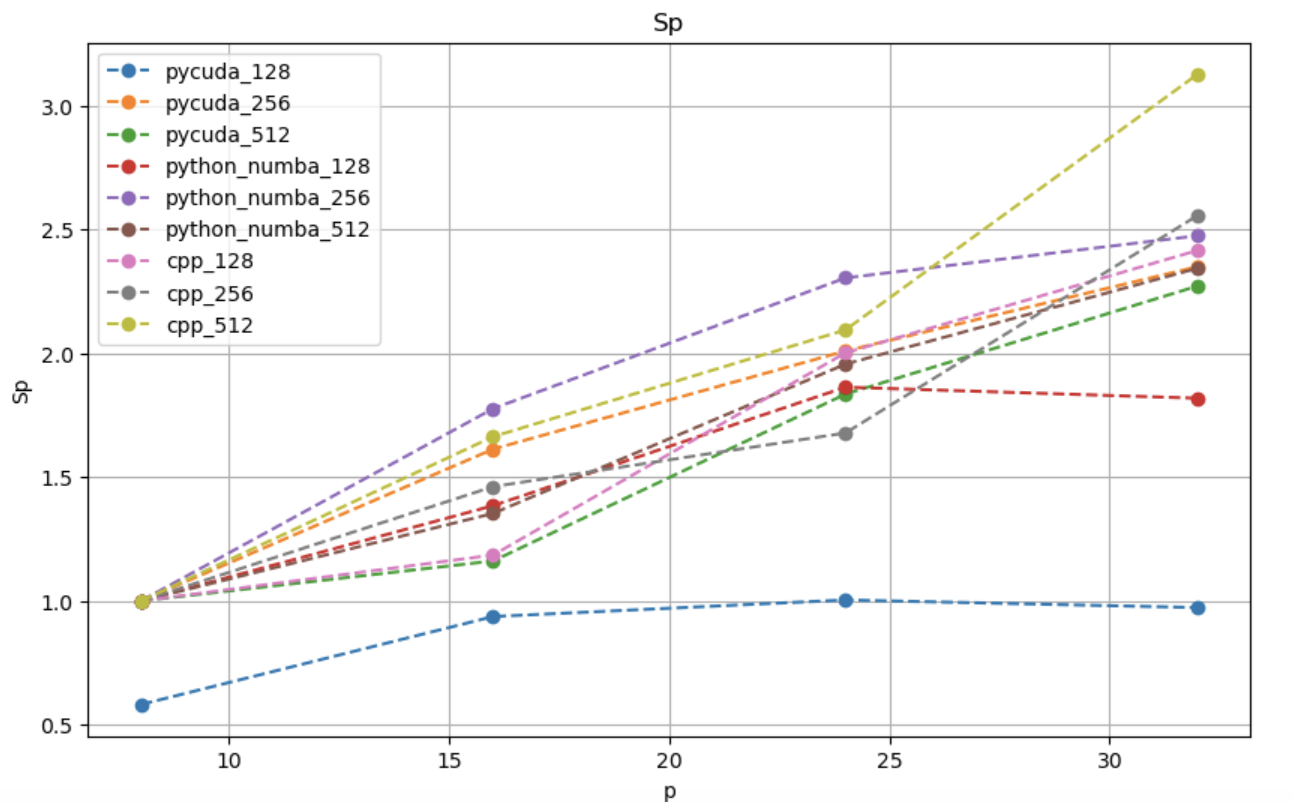 Sp
pycuda_128
pycuda_256
pycuda_512
python_numba_128
python_numba_256
python_numba_512
cpp_128
cpp_256
cpp_512
Sp
3.0
2.5
2.0
1.5
1.0
0.5
10 15 20 25 30
p